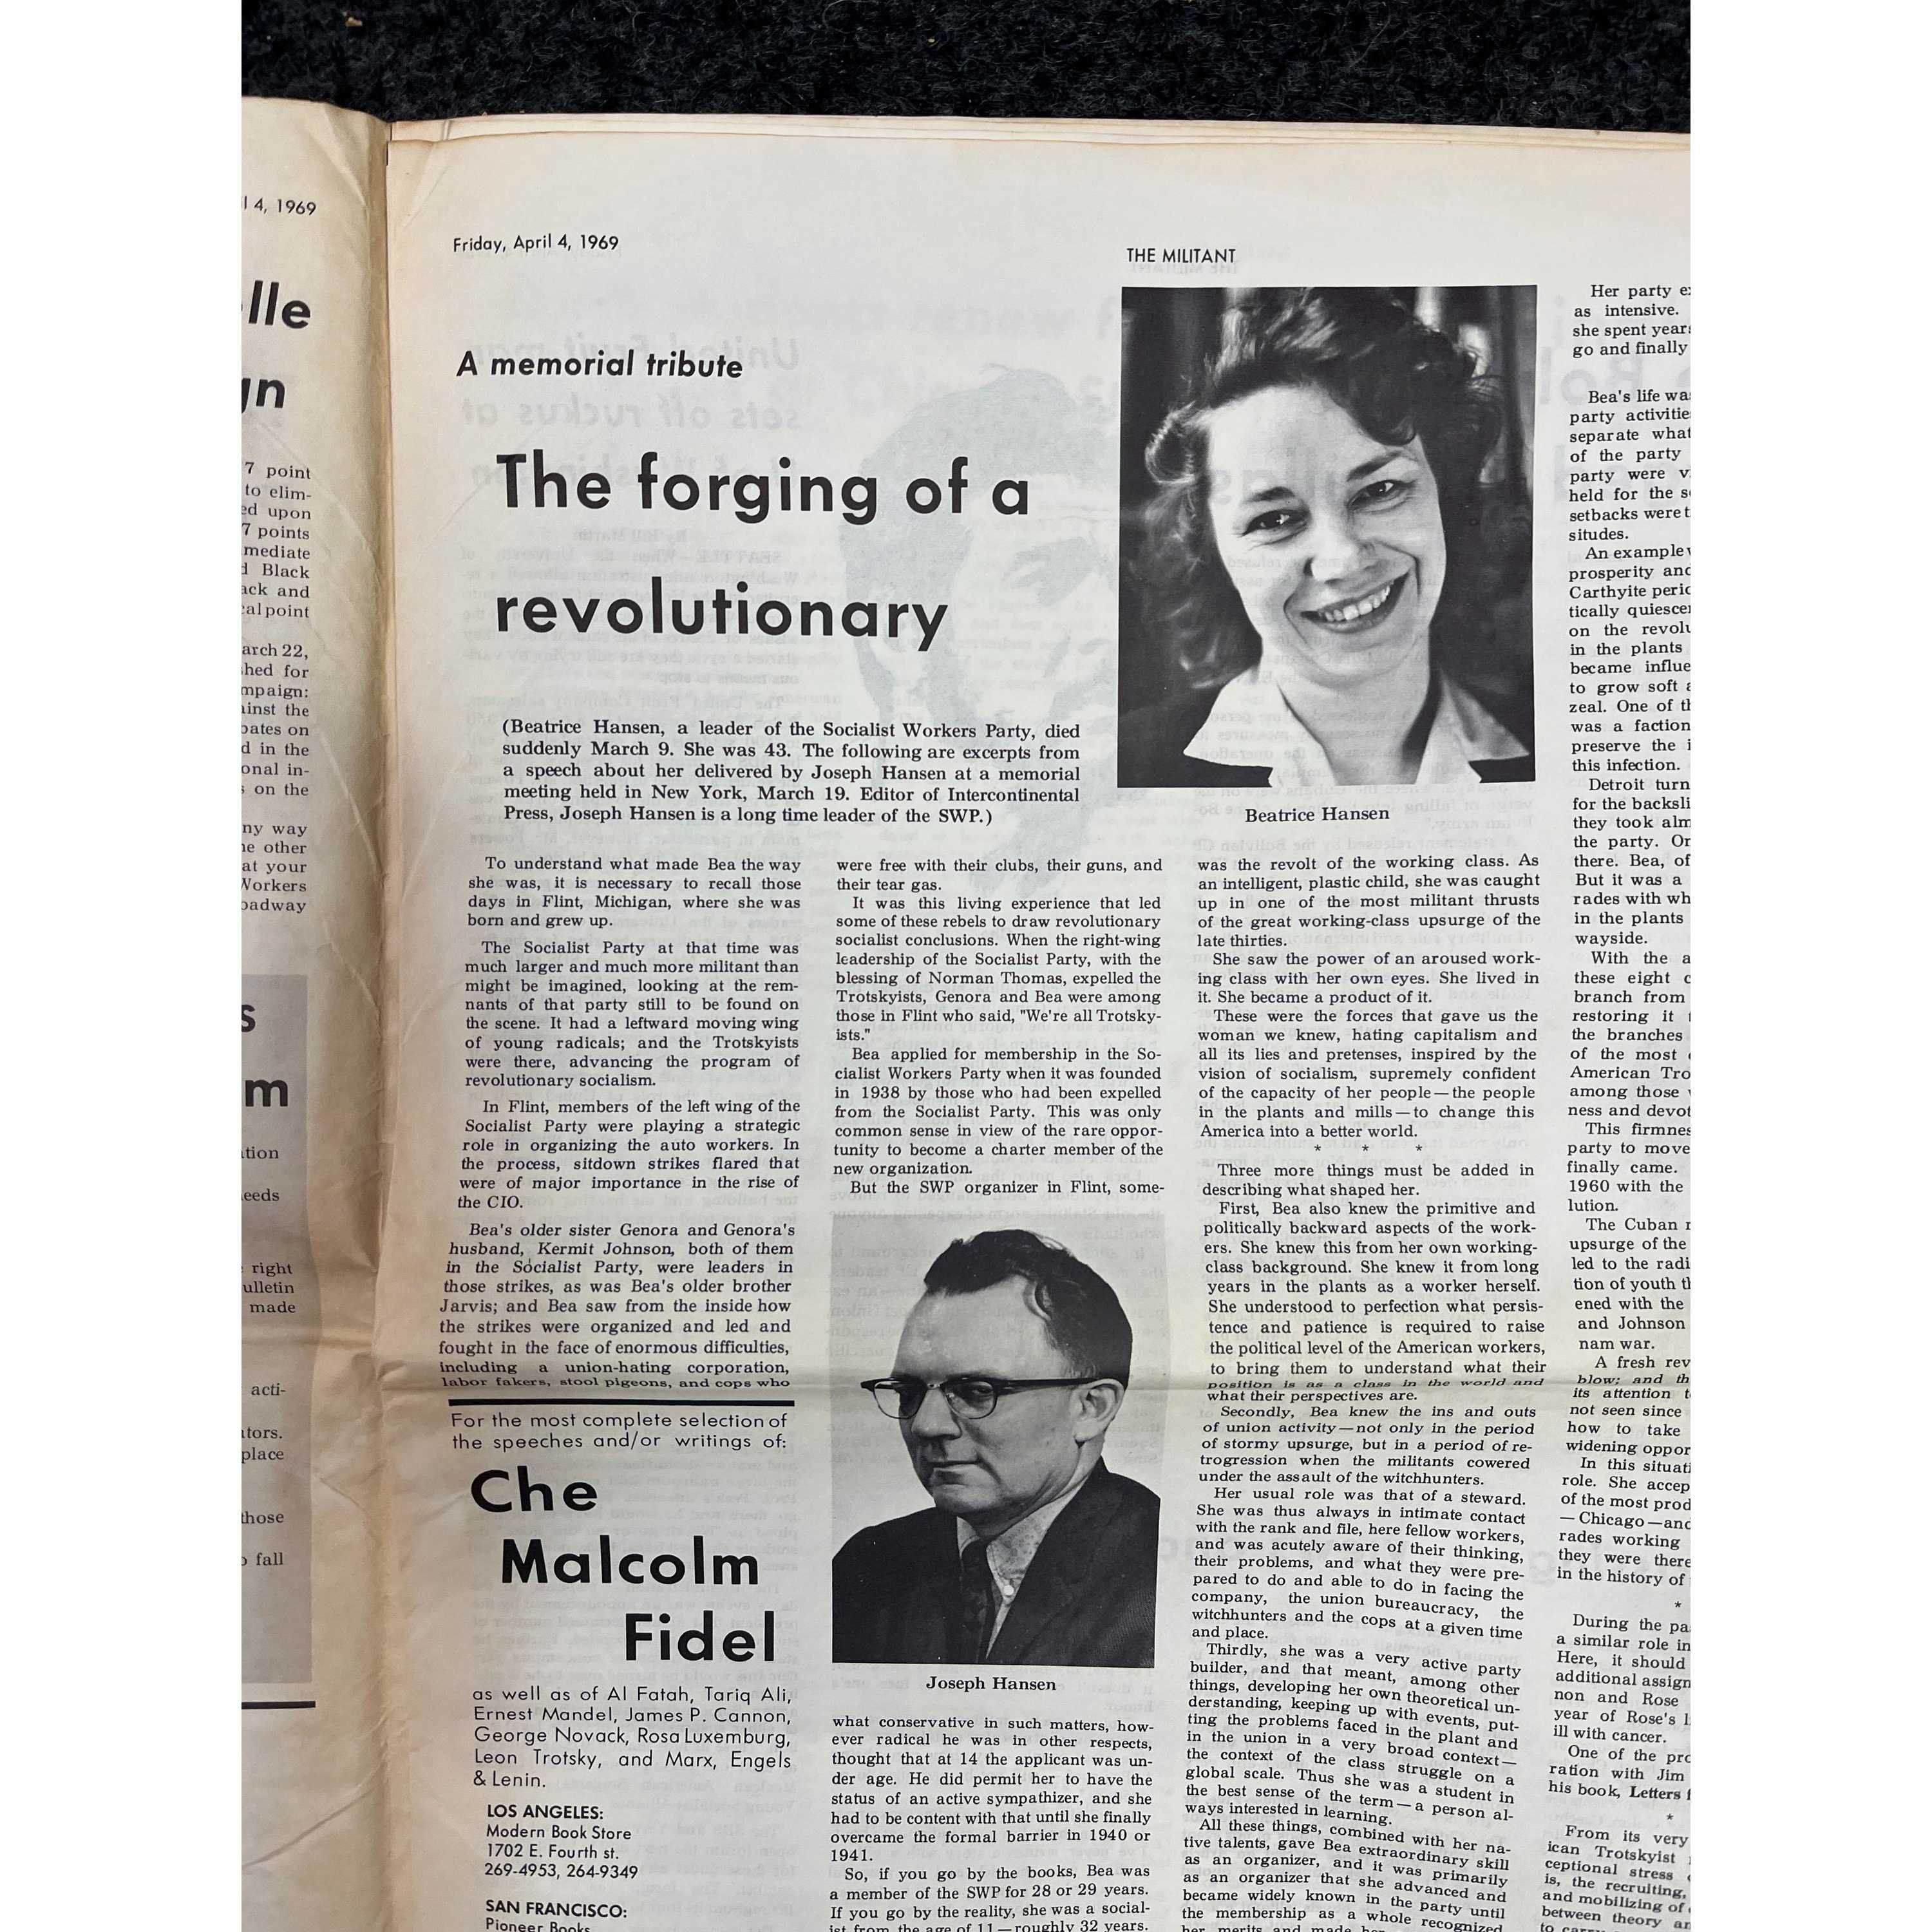 l 4, 1969
lle
gn
7 point
to elim-
ed upon
7 points
mediate
d Black
ack and
al point
arch 22,
hed for
mpaign:
ainst the
bates on
d in the
onal in-
s on the
ny way
he other
at your
Workers
oadway
s
m
tion
eeds
right
ulletin
made
acti-
tors.
place
those
o fall
Friday, April 4, 1969
THE MILITANT
A memorial tribute
The forging of a
revolutionary
(Beatrice Hansen, a leader of the Socialist Workers Party, died
suddenly March 9. She was 43. The following are excerpts from
a speech about her delivered by Joseph Hansen at a memorial
meeting held in New York, March 19. Editor of Intercontinental
Press, Joseph Hansen is a long time leader of the SWP.)
Beatrice Hansen
To understand what made Bea the way
she was, it is necessary to recall those
days in Flint, Michigan, where she was
born and grew up.
The Socialist Party at that time was
much larger and much more militant than
might be imagined, looking at the rem-
nants of that party still to be found on
the scene. It had a leftward moving wing
of young radicals; and the Trotskyists
were there, advancing the program of
revolutionary socialism.
In Flint, members of the left wing of the
Socialist Party were playing a strategic
role in organizing the auto workers. In
the process, sitdown strikes flared that
were of major importance in the rise of
the CIO.
Bea's older sister Genora and Genora's
husband, Kermit Johnson, both of them
in the Socialist Party, were leaders in
those strikes, as was Bea's older brother
Jarvis; and Bea saw from the inside how
the strikes were organized and led and
fought in the face of enormous difficulties,
including a union-hating corporation,
labor fakers, stool pigeons, and cops who
For the most complete selection of
the speeches and/or writings of:
Che
Malcolm
Fidel
as well as of Al Fatah, Tariq Ali,
Ernest Mandel, James P. Cannon,
George Novack, Rosa Luxemburg,
Leon Trotsky, and Marx, Engels
& Lenin.
LOS ANGELES:
Modern Book Store
1702 E. Fourth st.
269-4953, 264-9349
SAN FRANCISCO:
Pioneer Books
were free with their clubs, their guns, and
their tear gas.
It was this living experience that led
some of these rebels to draw revolutionary
socialist conclusions. When the right-wing
leadership of the Socialist Party, with the
blessing of Norman Thomas, expelled the
Trotskyists, Genora and Bea were among
those in Flint who said, "We're all Trotsky-
ists."
Bea applied for membership in the So-
cialist Workers Party when it was founded
in 1938 by those who had been expelled
from the Socialist Party. This was only
common sense in view of the rare oppor-
tunity to become a charter member of the
new organization.
But the SWP organizer in Flint, some-
Joseph Hansen
what conservative in such matters, how-
ever radical he was in other respects,
thought that at 14 the applicant was un-
der age. He did permit her to have the
status of an active sympathizer, and she
had to be content with that until she finally
overcame the formal barrier in 1940 or
1941.
So, if you go by the books, Bea was
a member of the SWP for 28 or 29 years.
If you go by the reality, she was a social-
ist from the age of 11—roughly 32 years.
was the revolt of the working class. As
an intelligent, plastic child, she was caught
up in one of the most militant thrusts
of the great working-class upsurge of the
late thirties.
She saw the power of an aroused work-
ing class with her own eyes. She lived in
it. She became a product of it.
These were the forces that gave us the
woman we knew, hating capitalism and
all its lies and pretenses, inspired by the
vision of socialism, supremely confident
of the capacity of her people—the people
in the plants and mills—to change this
America into a better world.
* * *
Three more things must be added in
describing what shaped her.
First, Bea also knew the primitive and
politically backward aspects of the work-
ers. She knew this from her own working-
class background. She knew it from long
years in the plants as a worker herself.
She understood to perfection what persis-
tence and patience is required to raise
the political level of the American workers,
to bring them to understand what their
position is as a class in the world and
what their perspectives are.
Secondly, Bea knew the ins and outs
of union activity—not only in the period
of stormy upsurge, but in a period of re-
trogression when the militants cowered
under the assault of the witchhunters.
Her usual role was that of a steward.
She was thus always in intimate contact
with the rank and file, here fellow workers,
and was acutely aware of their thinking,
their problems, and what they were pre-
pared to do and able to do in facing the
company, the union bureaucracy, the
witchhunters and the cops at a given time
and place.
Thirdly, she was a very active party
builder, and that meant, among other
things, developing her own theoretical un-
derstanding, keeping up with events, put-
ting the problems faced in the plant and
in the union in a very broad context—
the context of the class struggle on a
global scale. Thus she was a student in
the best sense of the term—a person al-
ways interested in learning.
All these things, combined with her na-
tive talents, gave Bea extraordinary skill
as an organizer, and it was primarily
as an organizer that she advanced and
became widely known in the party until
the membership as a whole recognized
her merits and made her
Her party e
as intensive.
she spent years
go and finally
Bea's life wa
party activitie
separate what
of the party
party were v
held for the s
setbacks were t
situdes.
An example
prosperity and
Carthyite perio
tically quiescen
on the revolu
in the plants
became influe
to grow soft a
zeal. One of th
was a faction
preserve the i
this infection.
Detroit turn
for the backsli
they took alm
the party. Or
there. Bea, of
But it was a
rades with wh
in the plants
wayside.
With the a
these eight c
branch from
restoring it
the branches
of the most
American Tro
among those
ness and devot
This firmnes
party to move
finally came.
1960 with the
lution.
The Cuban r
upsurge of the
led to the radi
tion of youth th
ened with the
and Johnson
nam war.
A fresh rev
blow; and th
its attention t
not seen since
how to take
widening oppor
In this situati
role. She accep
of the most prod
—Chicago—and
rades working
they were there
in the history of
*
During the pa
a similar role in
Here, it should
additional assign
non and Rose
year of Rose's l
ill with cancer.
One of the pro
ration with Jim
his book, Letters f
*
From its very
ican Trotskyist
ceptional stress
is, the recruiting,
and mobilizing of
between theory an